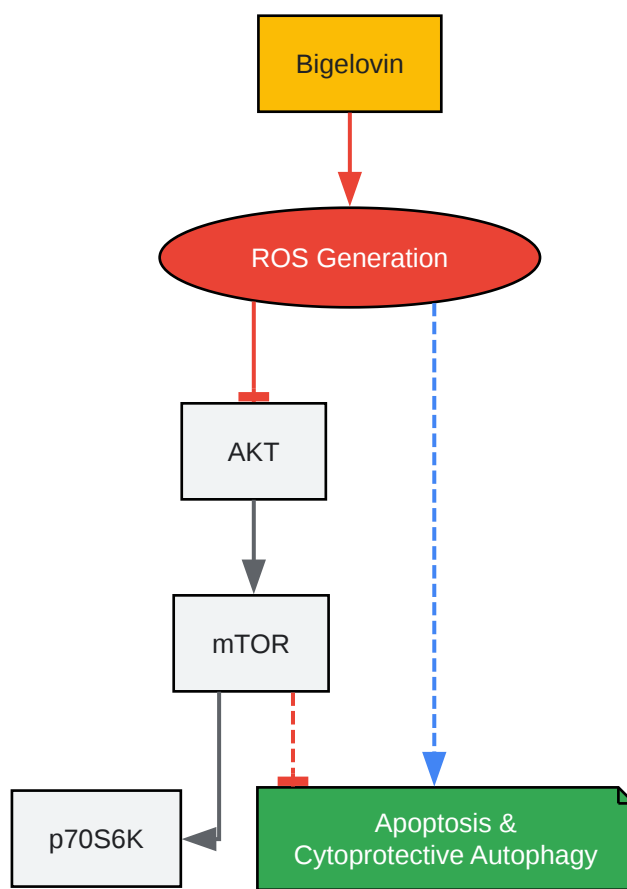 Bigelovin
ROS Generation
AKT
mTOR
p70S6K
Apoptosis &
Cytoprotective Autophagy